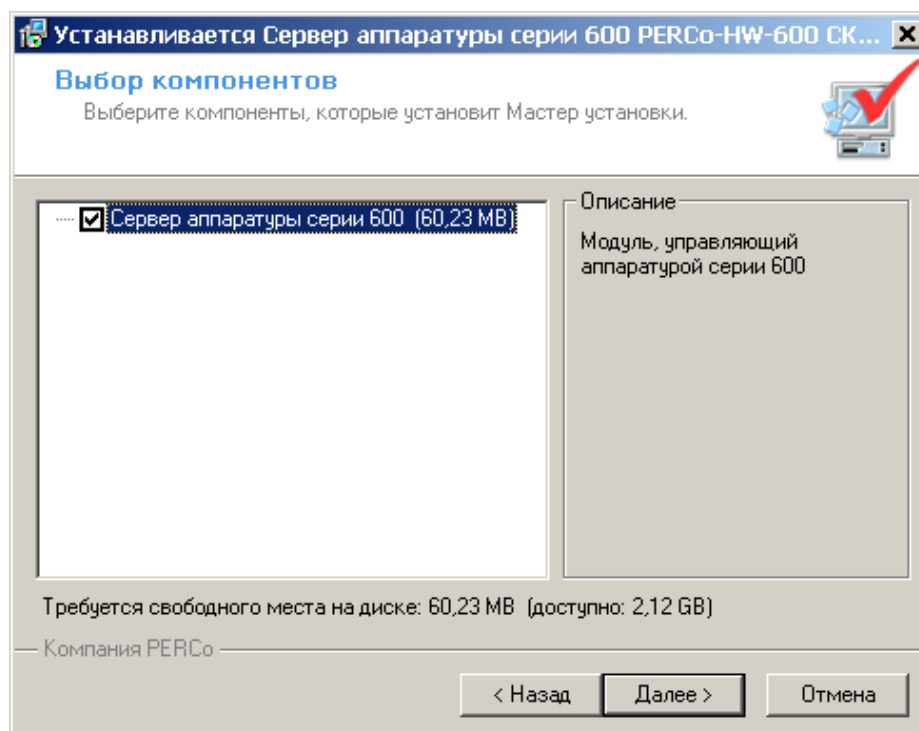 Устанавливается Сервер аппаратуры серии 600 PERCo-HW-600 СК...
Выбор компонентов
Выберите компоненты, которые установит Мастер установки.
Сервер аппаратуры серии 600 (60,23 MB)
Описание
Модуль, управляющий
аппаратурой серии 600
Требуется свободного места на диске: 60,23 MB (доступно: 2,12 GB)
Компания PERCo
< Назад
Далее >
Отмена